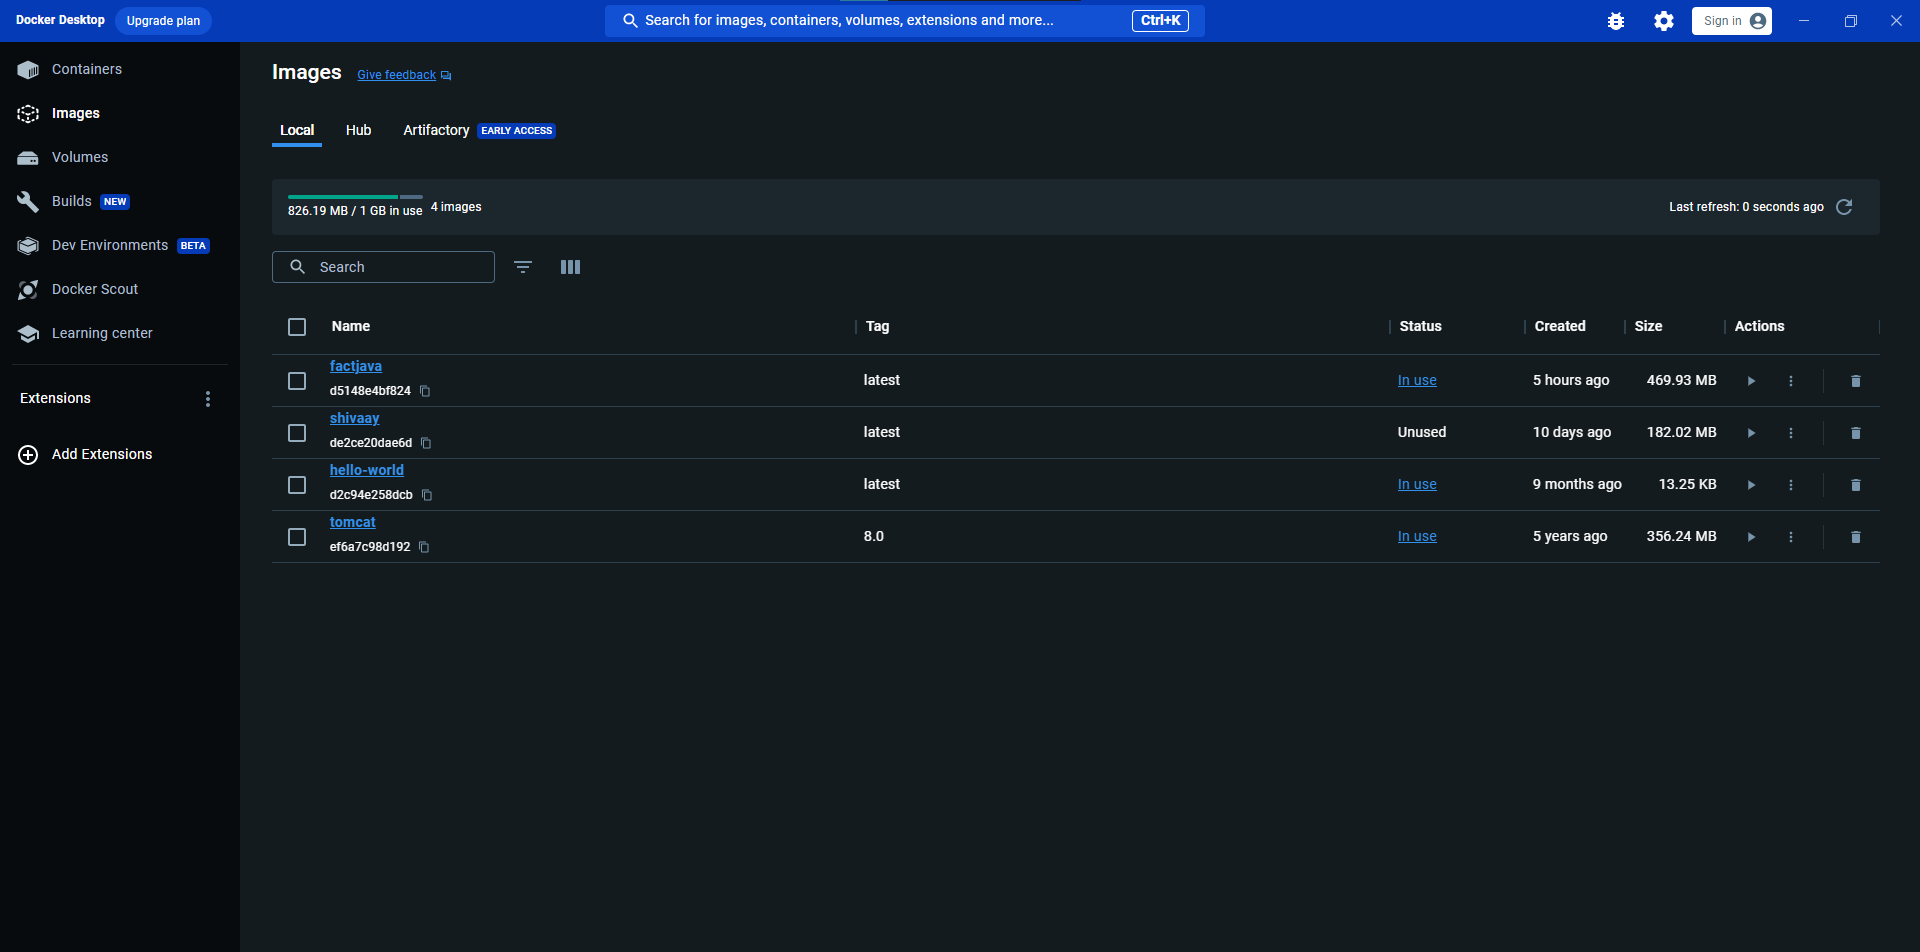 Docker Desktop Upgrade plan Search for images, containers, volumes, extensions and more... Ctrl+K Sign in
Containers
Images
Volumes
Builds NEW
Dev Environments BETA
Docker Scout
Learning center
Extensions
Add Extensions
Images Give feedback
Local Hub Artifactory EARLY ACCESS
826.19 MB / 1 GB in use 4 images Last refresh: 0 seconds ago
Search
Name Tag Status Created Size Actions
factjava
d5148e4bf824 latest In use 5 hours ago 469.93 MB
shivaay
de2ce20dae6d latest Unused 10 days ago 182.02 MB
hello-world
d2c94e258dcb latest In use 9 months ago 13.25 KB
tomcat
ef6a7c98d192 8.0 In use 5 years ago 356.24 MB